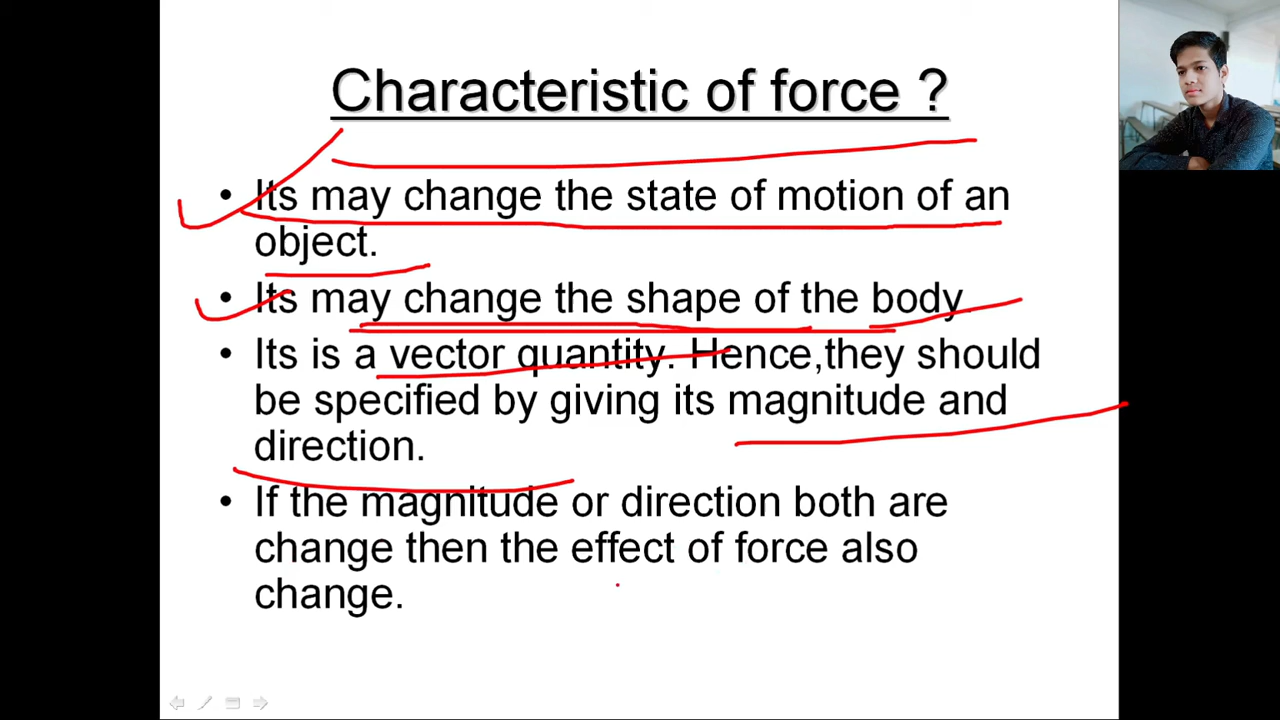 Characteristic of force ?
• Its may change the state of motion of an
object.
• Its may change the shape of the body.
• Its is a vector quantity. Hence,they should
be specified by giving its magnitude and
direction.
• If the magnitude or direction both are
change then the effect of force also
change.